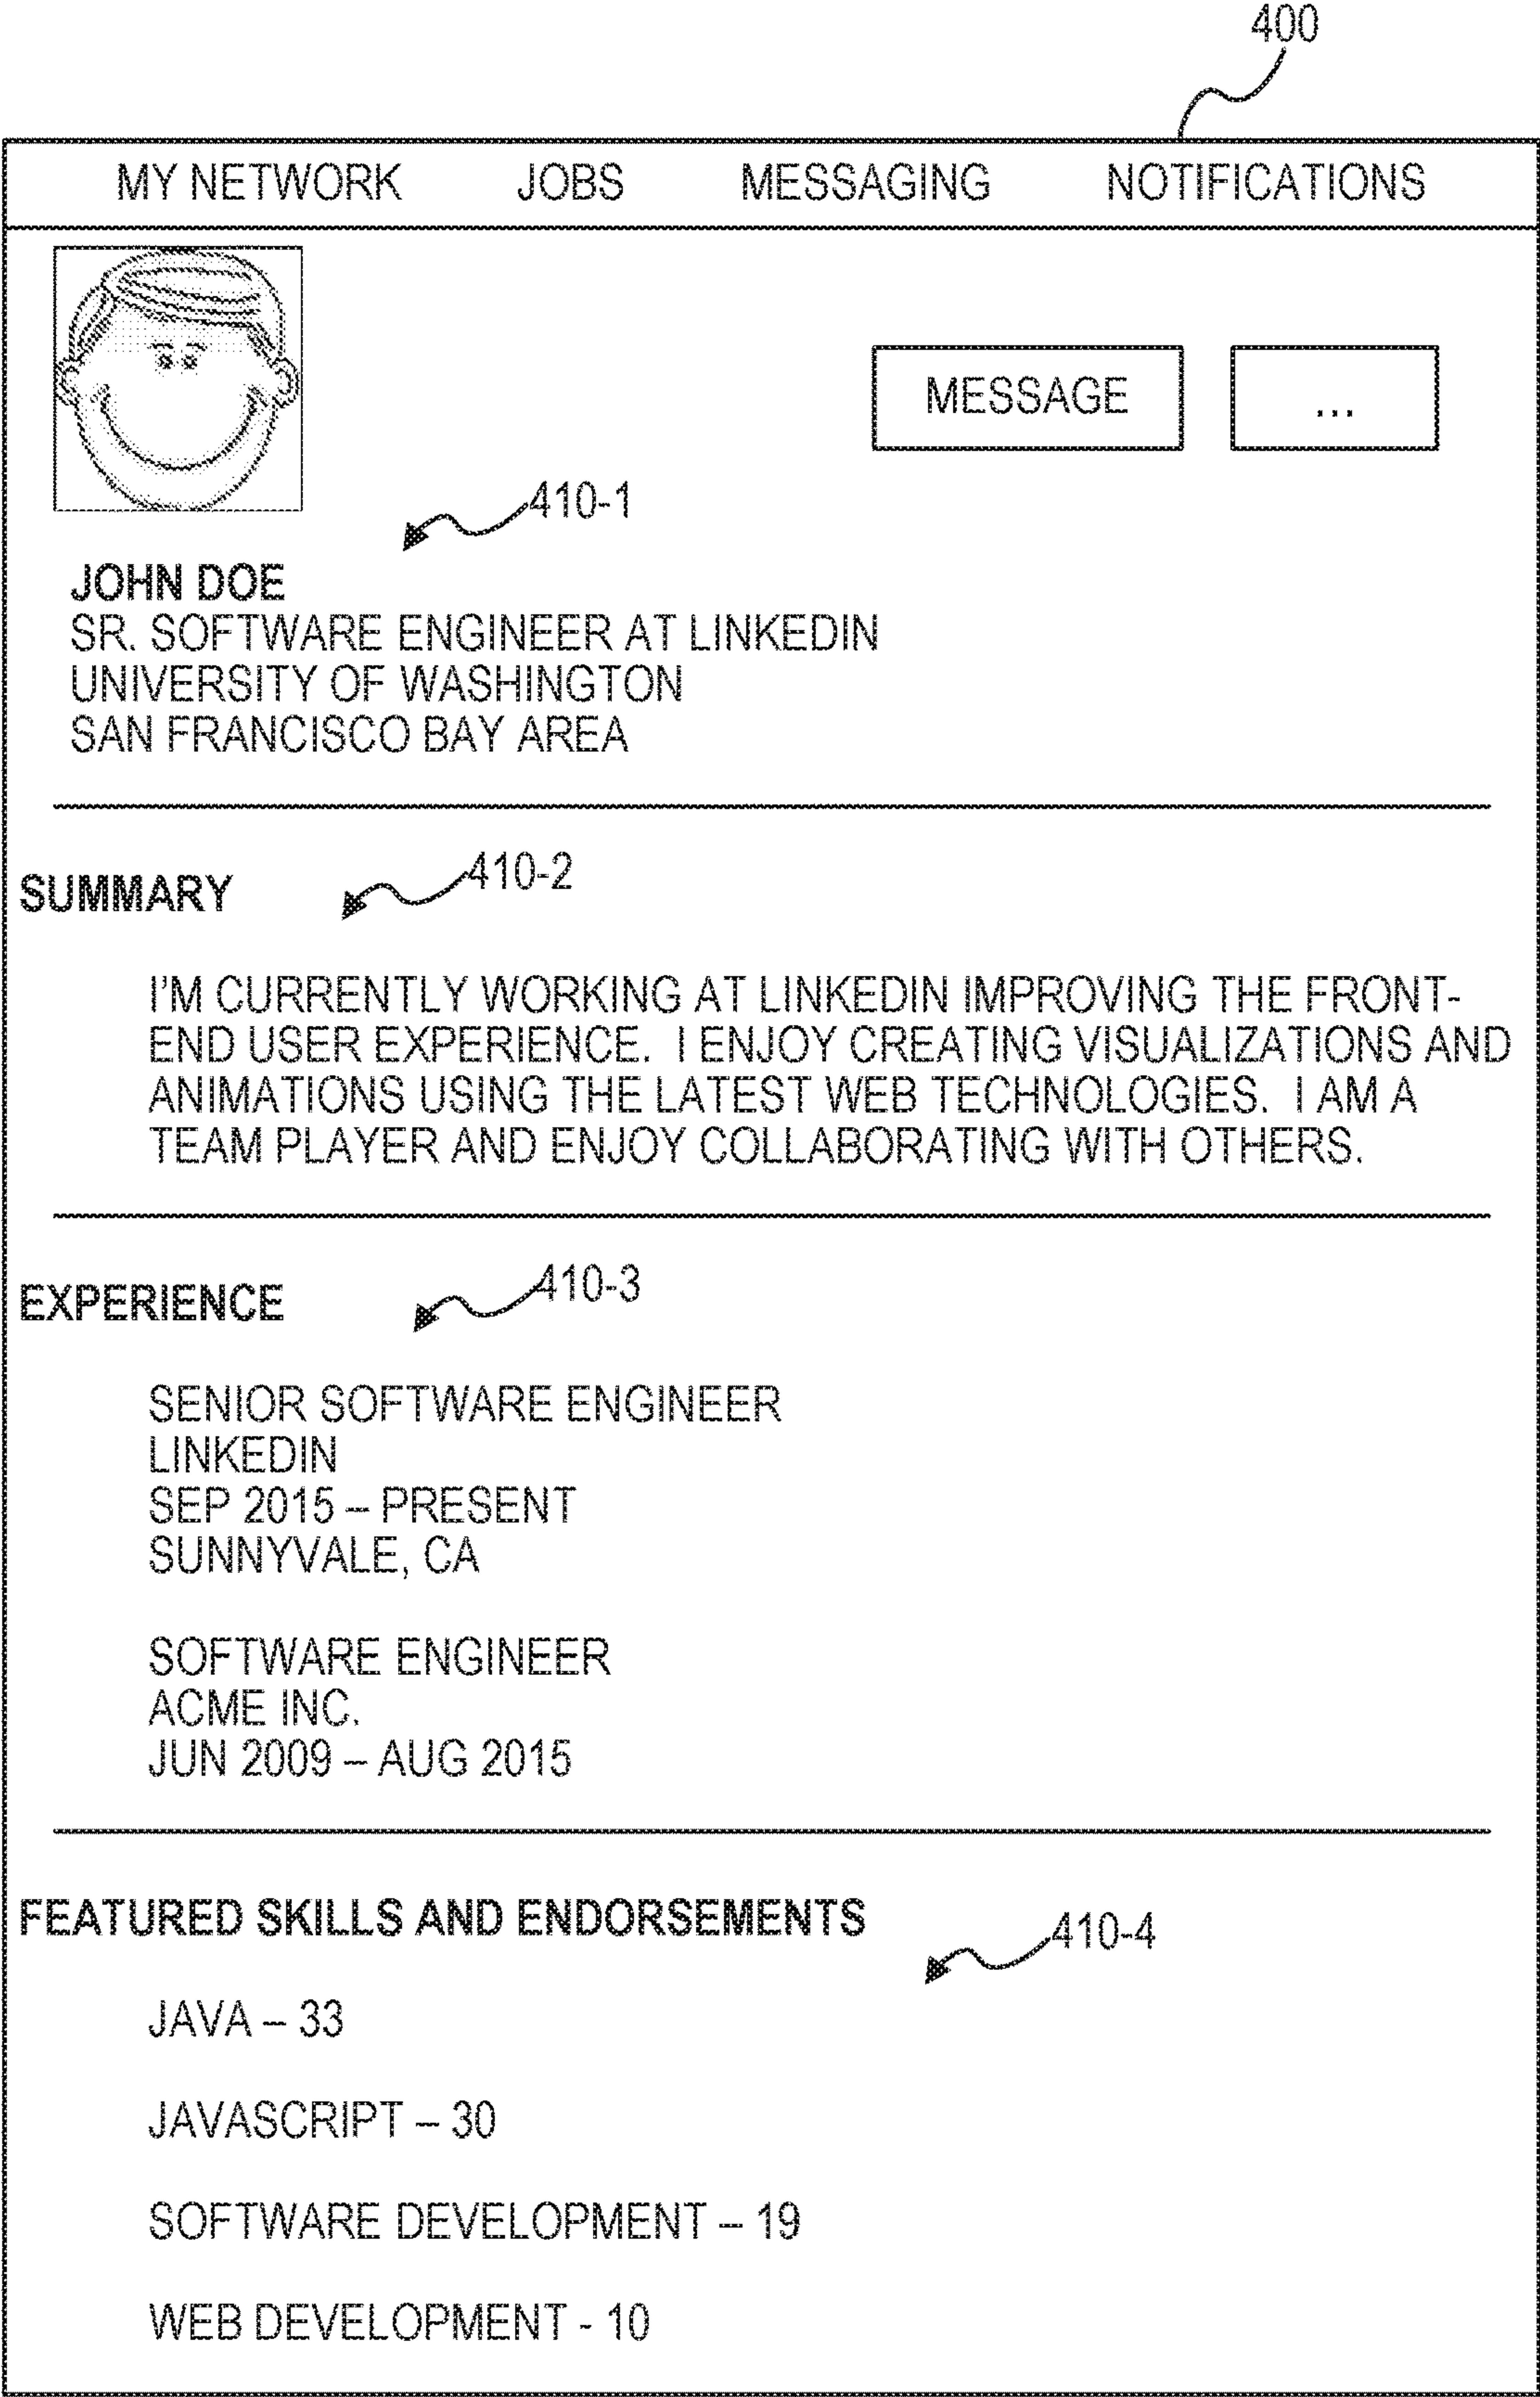 400
MY NETWORK JOBS MESSAGING NOTIFICATIONS
MESSAGE ...
410-1
JOHN DOE
SR. SOFTWARE ENGINEER AT LINKEDIN
UNIVERSITY OF WASHINGTON
SAN FRANCISCO BAY AREA
410-2
SUMMARY
I'M CURRENTLY WORKING AT LINKEDIN IMPROVING THE FRONT-
END USER EXPERIENCE. I ENJOY CREATING VISUALIZATIONS AND
ANIMATIONS USING THE LATEST WEB TECHNOLOGIES. I AM A
TEAM PLAYER AND ENJOY COLLABORATING WITH OTHERS.
410-3
EXPERIENCE
SENIOR SOFTWARE ENGINEER
LINKEDIN
SEP 2015 – PRESENT
SUNNYVALE, CA
SOFTWARE ENGINEER
ACME INC.
JUN 2009 – AUG 2015
FEATURED SKILLS AND ENDORSEMENTS
410-4
JAVA – 33
JAVASCRIPT – 30
SOFTWARE DEVELOPMENT – 19
WEB DEVELOPMENT - 10